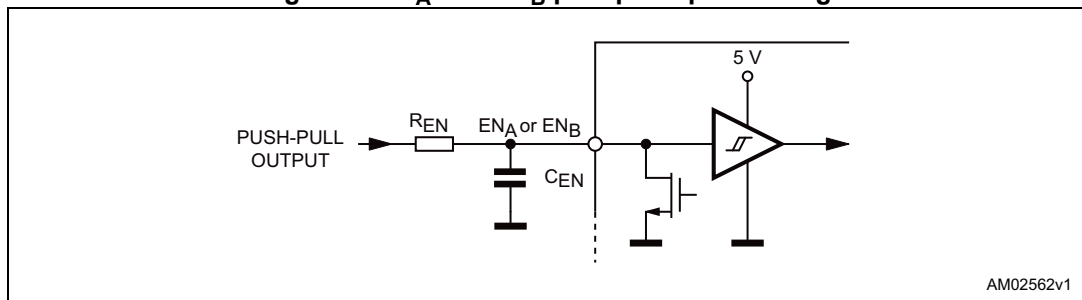 5 V
R_EN
EN_A or EN_B
PUSH-PULL
OUTPUT
C_EN
AM02562v1